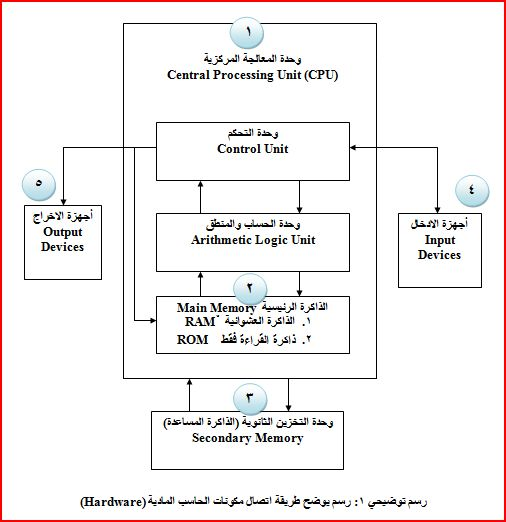 ١
وحدة المعالجة المركزية
Central Processing Unit (CPU)
وحدة التحكم
Control Unit
٥
أجهزة الاخراج
Output
Devices
٤
أجهزة الادخال
Input
Devices
وحدة الحساب والمنطق
Arithmetic Logic Unit
٢
الذاكرة الرئيسية Main Memory
١. الذاكرة العشوائية RAM
٢. ذاكرة القراءة فقط ROM
٣
وحدة التخزين الثانوية (الذاكرة المساعدة)
Secondary Memory
رسم توضيحي ١: رسم يوضح طريقة اتصال مكونات الحاسب المادية (Hardware)